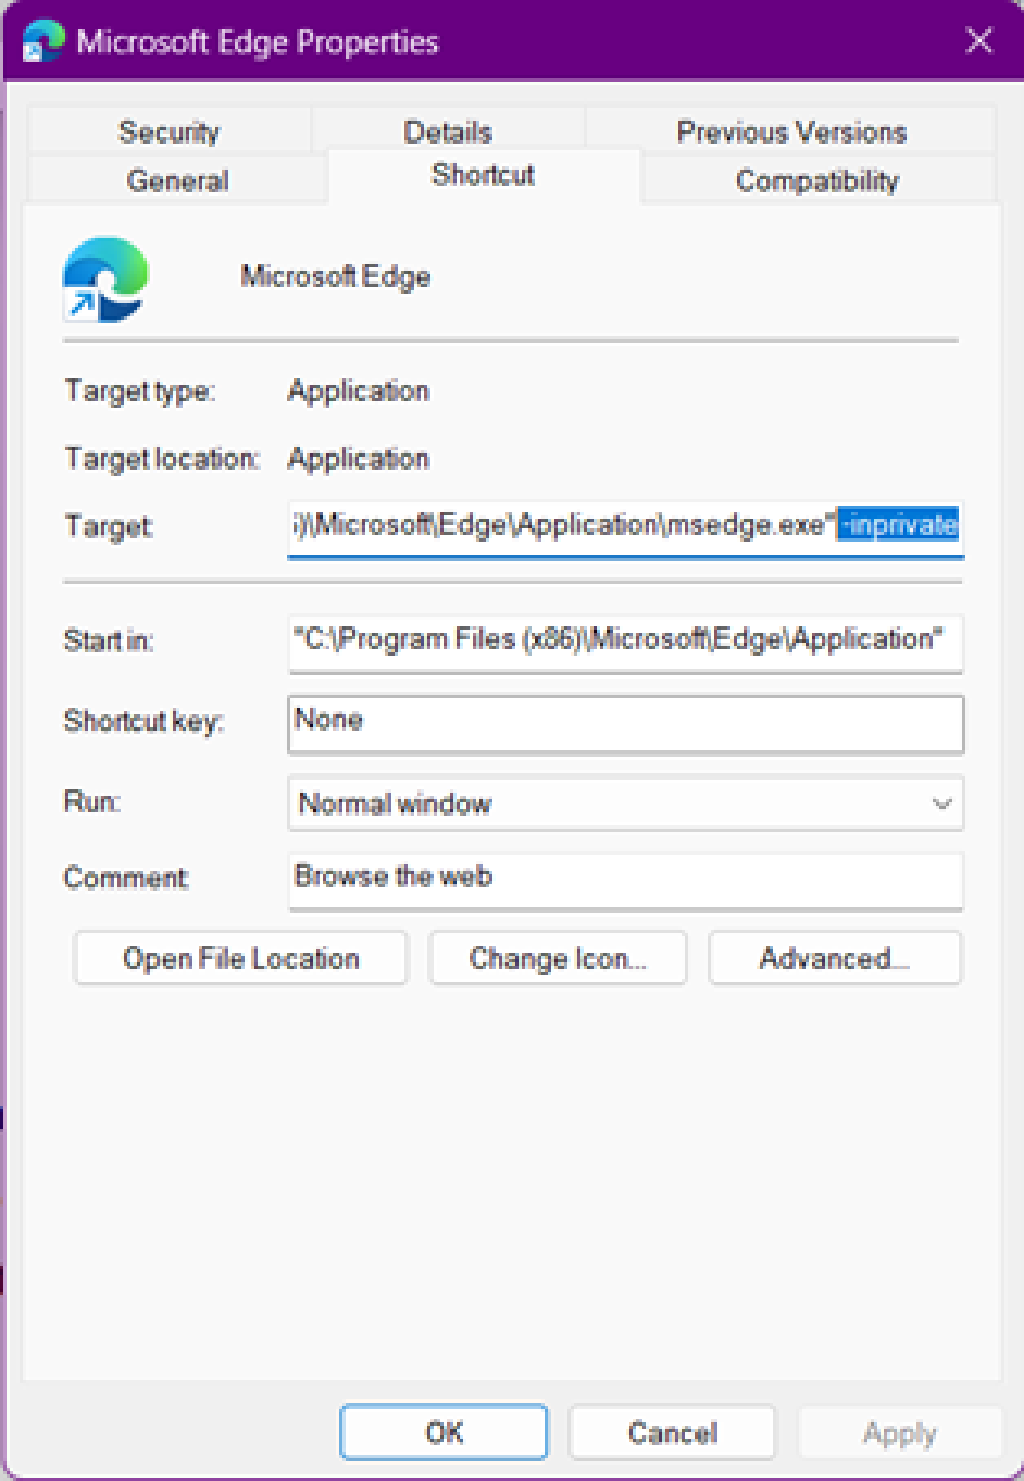 Microsoft Edge Properties
Security Details Previous Versions
General Shortcut Compatibility
Microsoft Edge
Target type: Application
Target location: Application
Target )\Microsoft\Edge\Application\msedge.exe" -inprivate
Start in: "C:\Program Files (x86)\Microsoft\Edge\Application"
Shortcut key: None
Run: Normal window
Comment Browse the web
Open File Location Change Icon... Advanced...
OK Cancel Apply